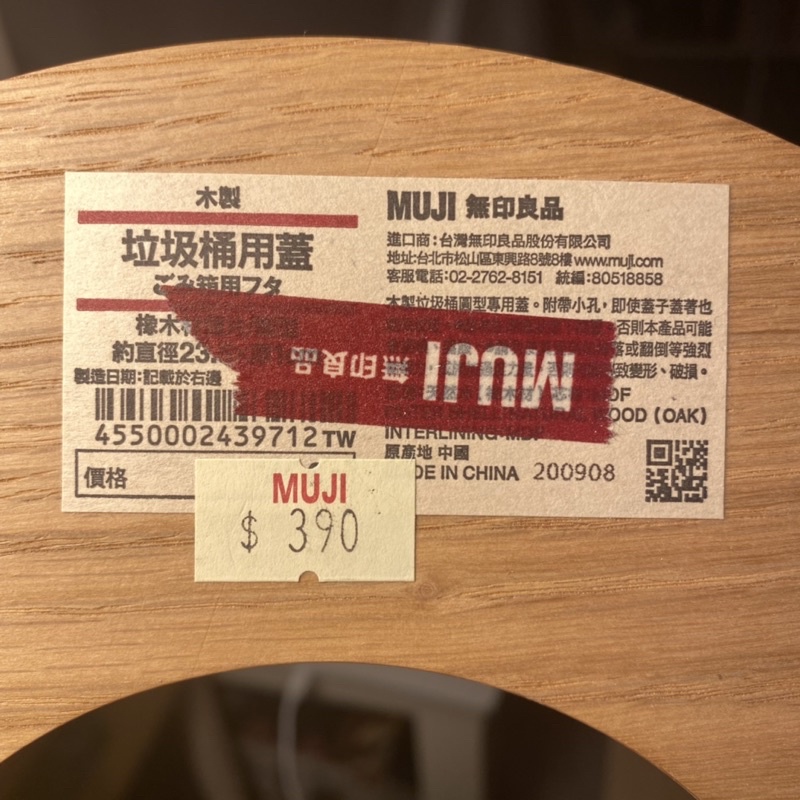 木製
垃圾桶用蓋
ごみ箱用フタ
橡木
約直徑23
製造日期:記載於右邊
4550002439712TW
價格
MUJI
$ 390
MUJI 無印良品
進口商:台灣無印良品股份有限公司
地址:台北市松山區東興路8號8樓 www.muji.com
客服電話:02-2762-8151 統編:80518858
木製垃圾桶圓型專用蓋。附帶小孔,即使蓋子蓋著也
否則本產品可能
落或翻倒等強烈
致變形、破損。
WOOD (OAK)
INTERLINING:MDF
原產地 中國
DE IN CHINA 200908
MUJI 無印良品